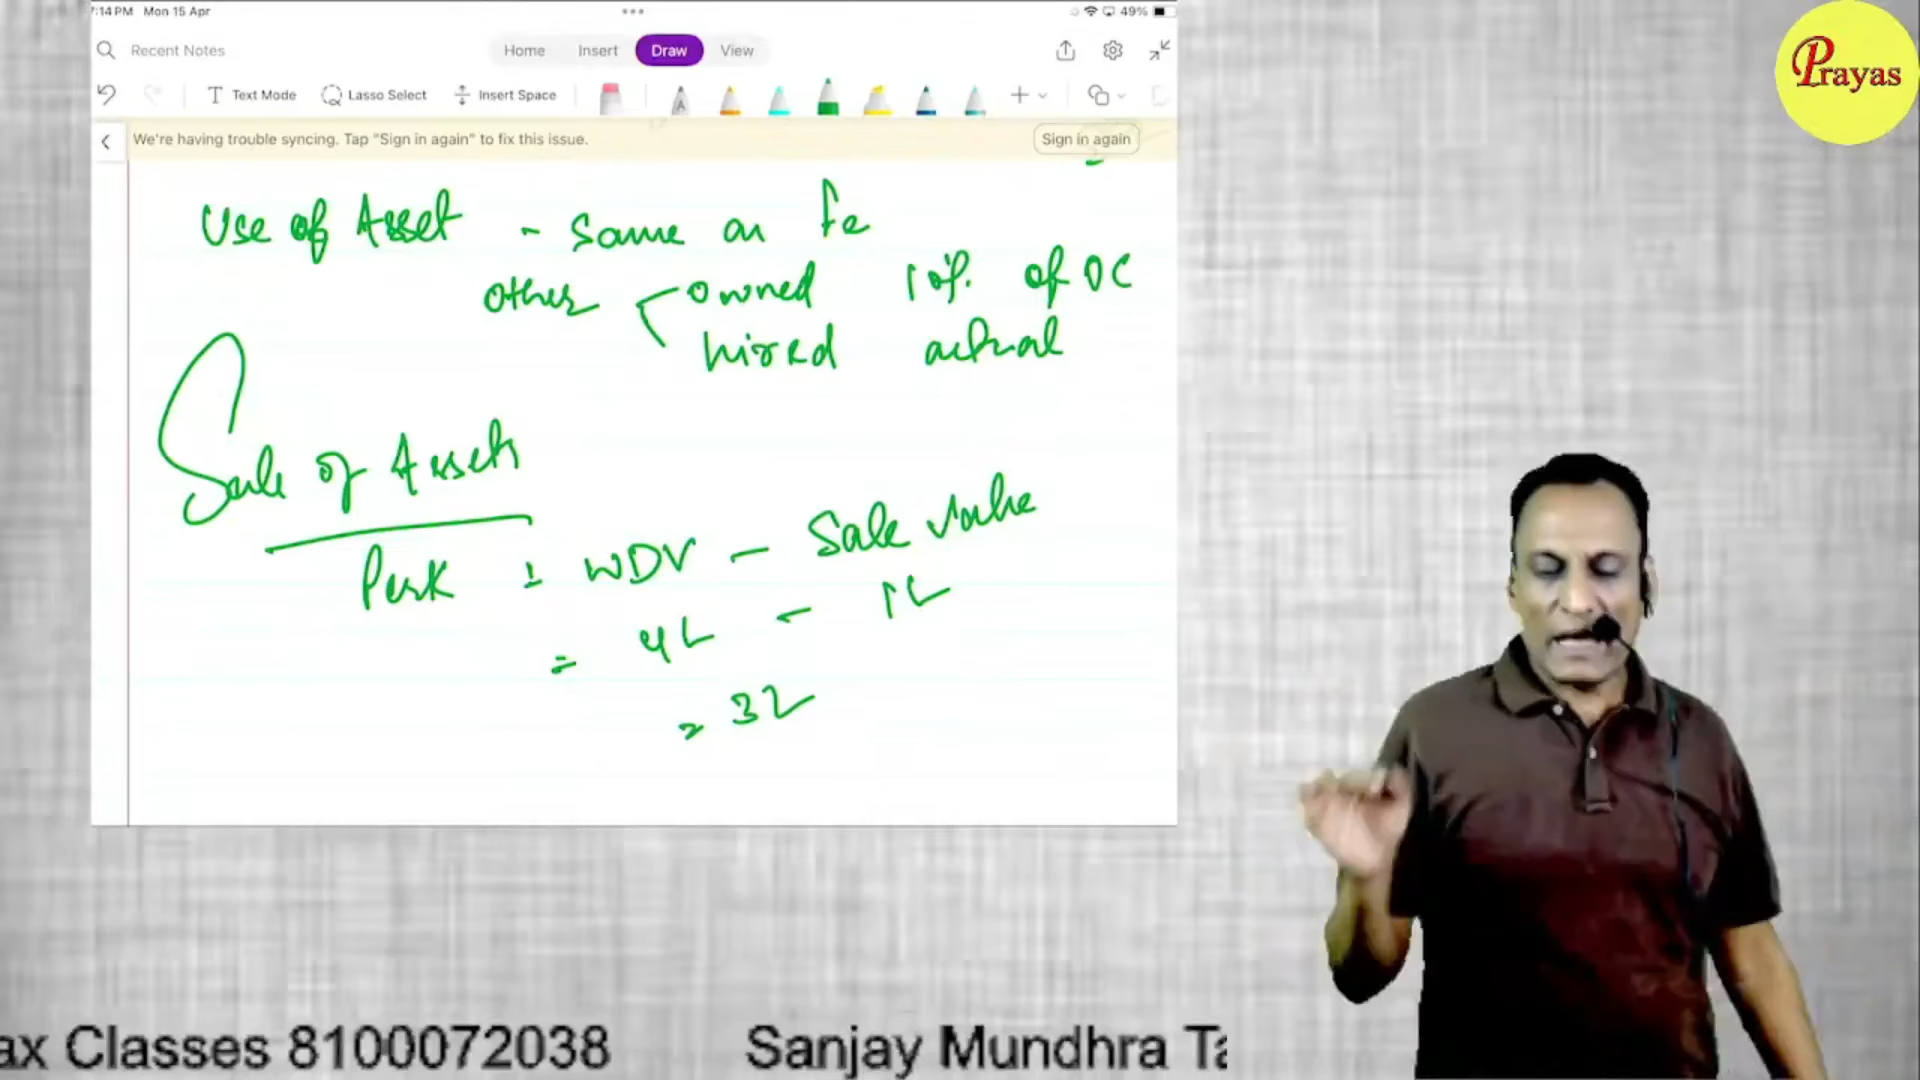 7:14 PM Mon 15 Apr
49%
Recent Notes
Home Insert Draw View
Text Mode Lasso Select Insert Space
We're having trouble syncing. Tap "Sign in again" to fix this issue.
Sign in again
Prayas
Use of Asset - Same as
other owned 10% of OC
hired actual
Sale of Assets
Perk = WDV - Sale value
= 4L - 1L
= 3L
ax Classes 8100072038 Sanjay Mundhra Ta